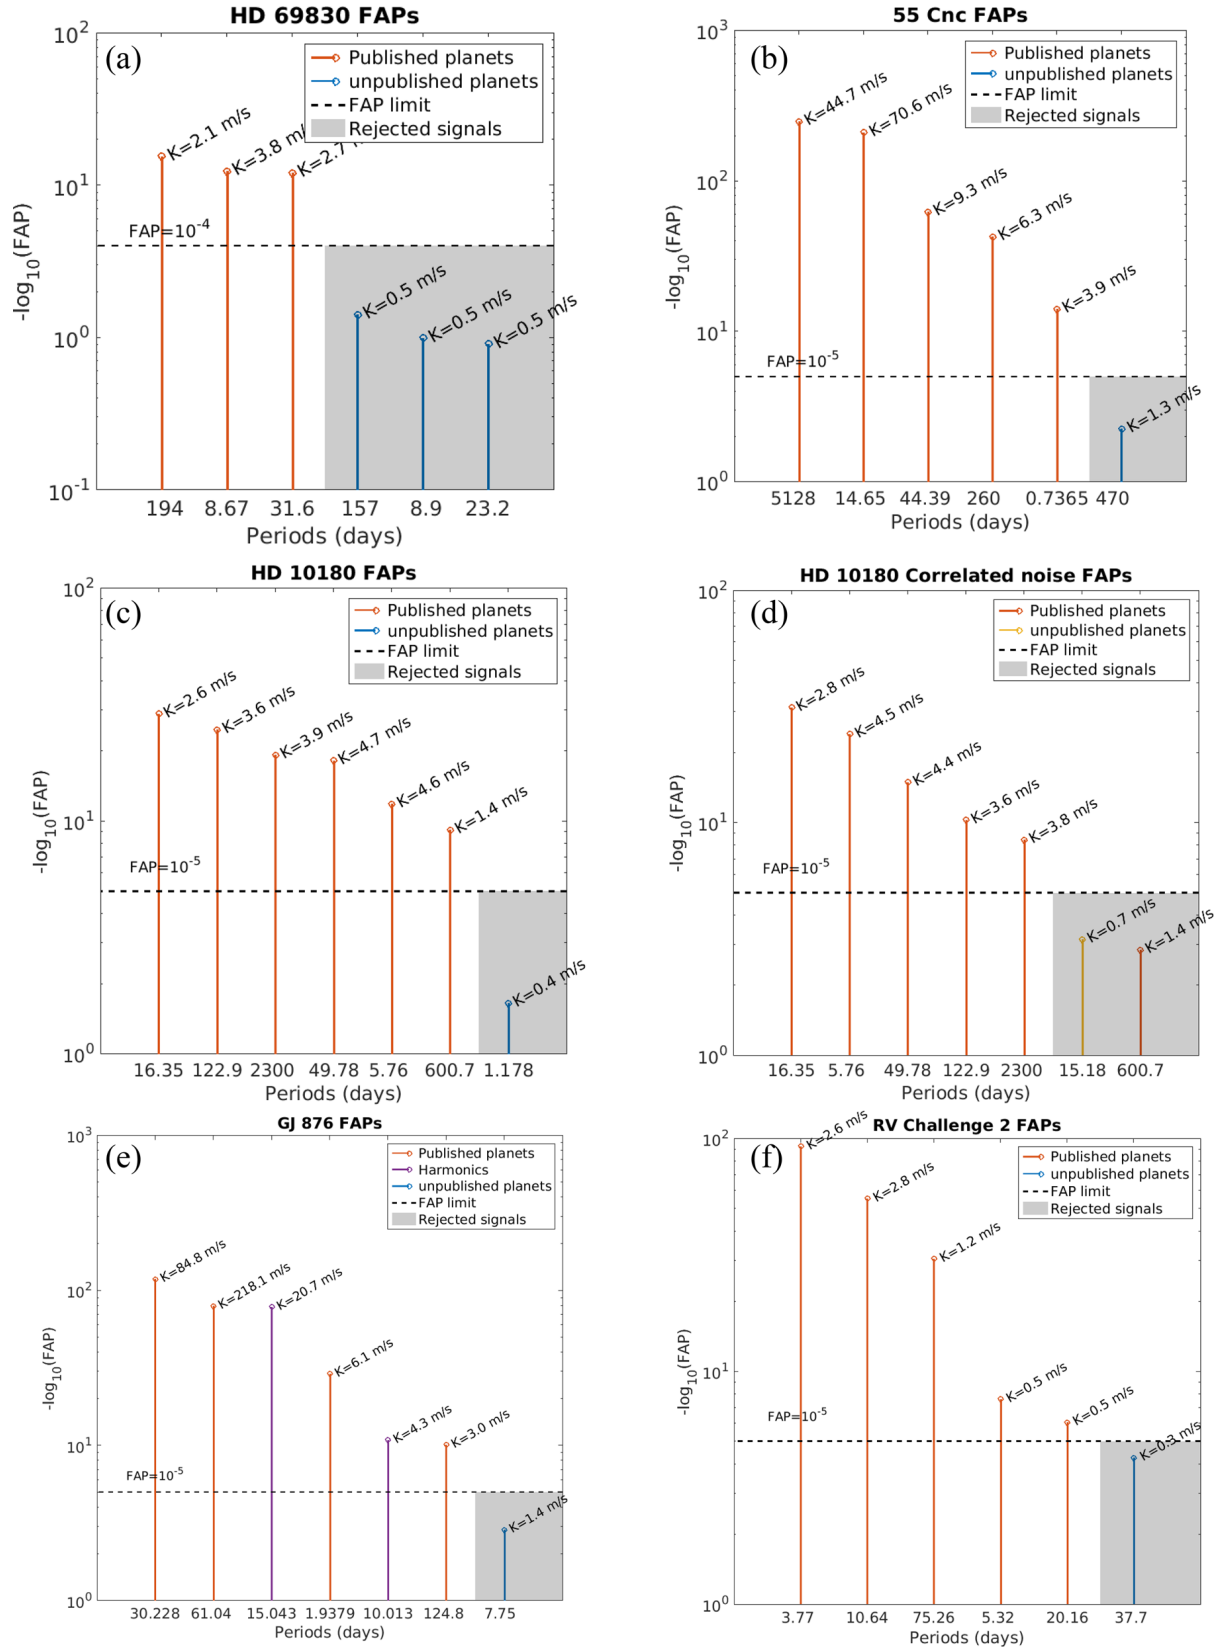 HD 69830 FAPs
(a)
Published planets
unpublished planets
FAP limit
Rejected signals
K=2.1 m/s
K=3.8 m/
K=2.7
FAP=10^-4
K=0.5 m/s
K=0.5 m/s
K=0.5 m/s
10^2
10^1
10^0
10^-1
-log10(FAP)
194 8.67 31.6 157 8.9 23.2
Periods (days)
55 Cnc FAPs
(b)
Published planets
unpublished planets
FAP limit
Rejected signals
K=44.7 m/s
K=70.6 m/s
K=9.3 m/s
K=6.3 m/s
K=3.9 m/s
FAP=10^-5
K=1.3 m/s
10^3
10^2
10^1
10^0
-log10(FAP)
5128 14.65 44.39 260 0.7365 470
Periods (days)
HD 10180 FAPs
(c)
Published planets
unpublished planets
FAP limit
Rejected signals
K=2.6 m/s
K=3.6 m/s
K=3.9 m/s
K=4.7 m/s
K=4.6 m/s
K=1.4 m/s
FAP=10^-5
K=0.4 m/s
10^2
10^1
10^0
-log10(FAP)
16.35 122.9 2300 49.78 5.76 600.7 1.178
Periods (days)
HD 10180 Correlated noise FAPs
(d)
Published planets
unpublished planets
FAP limit
Rejected signals
K=2.8 m/s
K=4.5 m/s
K=4.4 m/s
K=3.6 m/s
K=3.8 m/s
FAP=10^-5
K=0.7 m/s
K=1.4 m/s
10^2
10^1
10^0
-log10(FAP)
16.35 5.76 49.78 122.9 2300 15.18 600.7
Periods (days)
GJ 876 FAPs
(e)
Published planets
Harmonics
unpublished planets
FAP limit
Rejected signals
K=84.8 m/s
K=218.1 m/s
K=20.7 m/s
K=6.1 m/s
K=4.3 m/s
K=3.0 m/s
FAP=10^-5
K=1.4 m/s
10^3
10^2
10^1
10^0
-log10(FAP)
30.228 61.04 15.043 1.9379 10.013 124.8 7.75
Periods (days)
RV Challenge 2 FAPs
(f)
Published planets
unpublished planets
FAP limit
Rejected signals
K=2.6 m/s
K=2.8 m/s
K=1.2 m/s
K=0.5 m/s
K=0.5 m/s
FAP=10^-5
K=0.3 m/s
10^2
10^1
10^0
-log10(FAP)
3.77 10.64 75.26 5.32 20.16 37.7
Periods (days)